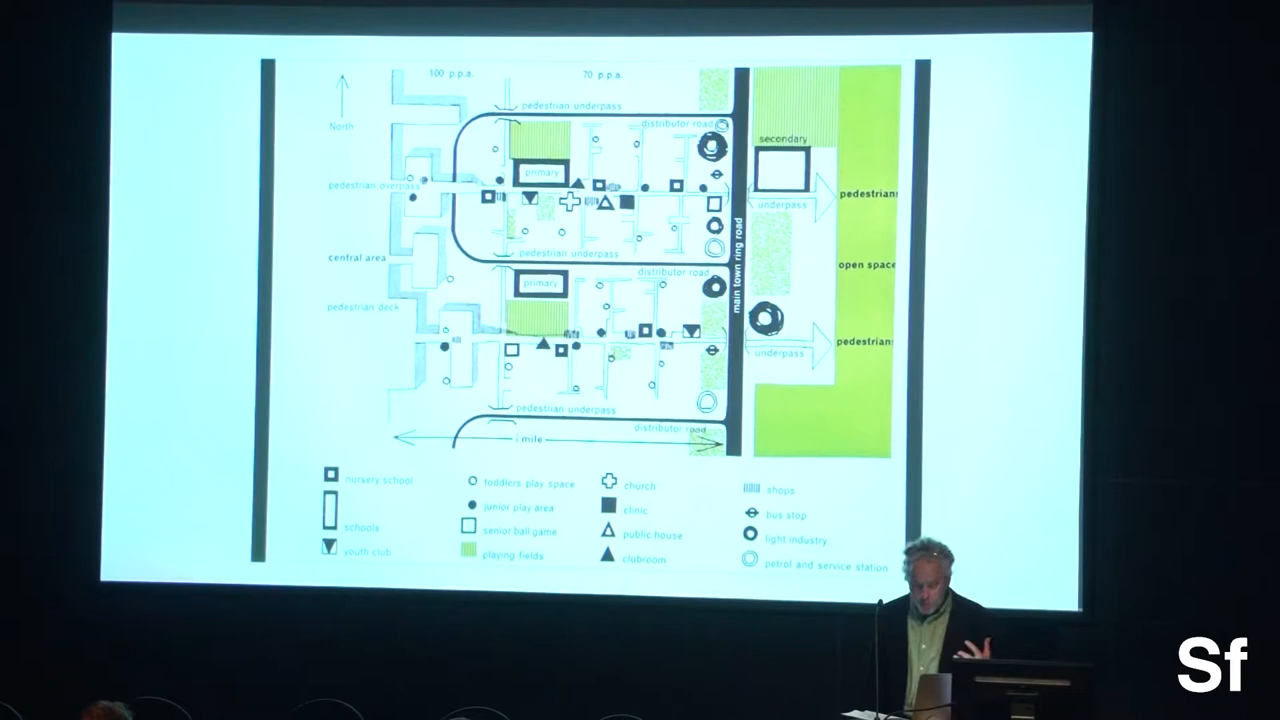 100 p.p.a.
70 p.p.a.
North
pedestrian underpass
distributor road
primary
secondary
pedestrian overpass
pedestrians
underpass
main town ring road
central area
pedestrian underpass
distributor road
open space
primary
pedestrian deck
pedestrians
underpass
pedestrian underpass
distributor road
mile
nursery school
schools
youth club
toddlers play space
junior play area
senior ball game
playing fields
church
clinic
public house
clubroom
shops
bus stop
light industry
petrol and service station
Sf